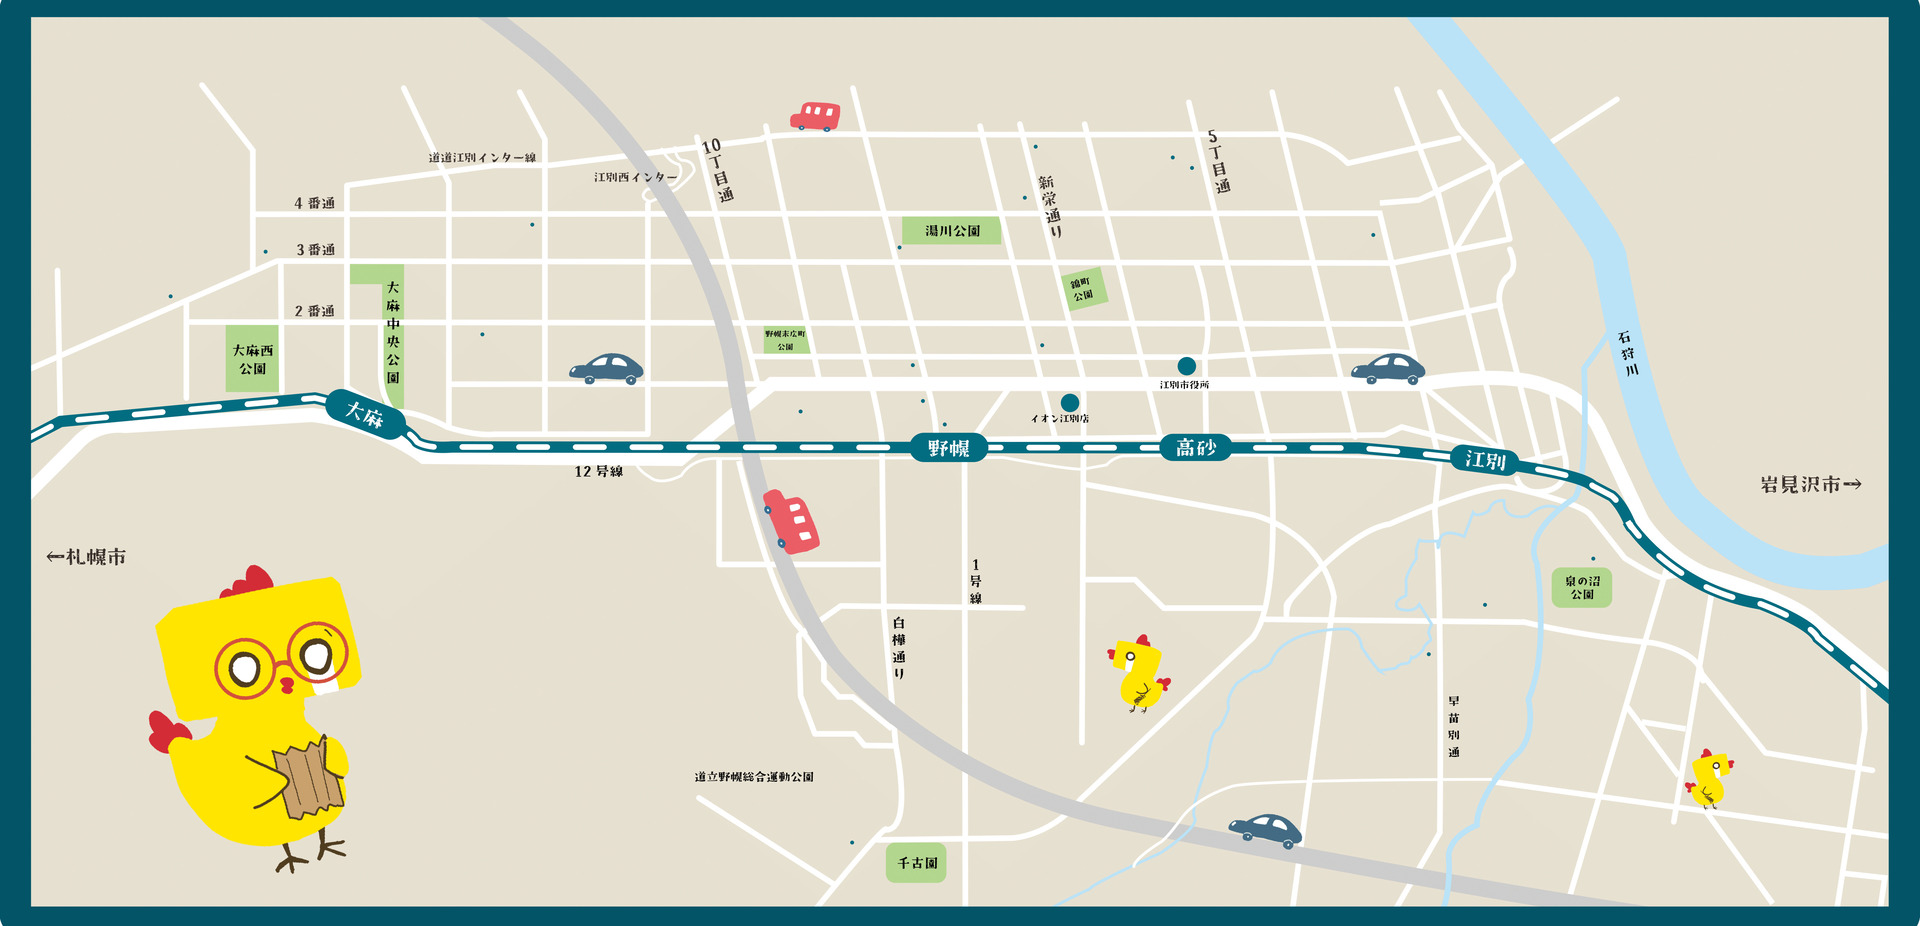 道道江別インター線
江別西インター
10丁目通
5丁目通
新栄通り
4番通
3番通
2番通
湯川公園
錦町
公園
大麻中央公園
大麻西
公園
野幌末広町
公園
江別市役所
イオン江別店
石狩川
大麻
野幌
高砂
江別
12号線
岩見沢市→
←札幌市
1号線
白樺通り
泉の沼
公園
早苗別通
道立野幌総合運動公園
千古園